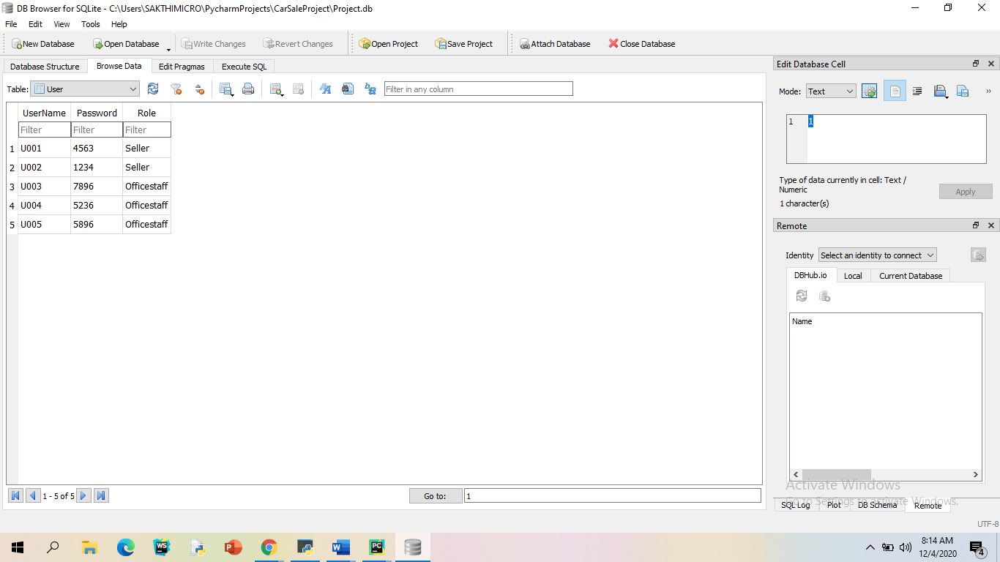 DB Browser for SQLite - C:\Users\SAKTHIMICRO\PycharmProjects\CarSaleProject\Project.db
File Edit View Tools Help
New Database Open Database Write Changes Revert Changes Open Project Save Project Attach Database Close Database
Database Structure Browse Data Edit Pragmas Execute SQL
Table: User Filter in any column
UserName Password Role
Filter Filter Filter
1 U001 4563 Seller
2 U002 1234 Seller
3 U003 7896 Officestaff
4 U004 5236 Officestaff
5 U005 5896 Officestaff
1 - 5 of 5 Go to: 1
Edit Database Cell
Mode: Text
1 1
Type of data currently in cell: Text /
Numeric
1 character(s)
Apply
Remote
Identity Select an identity to connect
DBHub.io Local Current Database
Name
Activate Windows
Go to Settings to activate Windows.
SQL Log Plot DB Schema Remote
UTF-8
WS P W PC
8:14 AM
12/4/2020
4